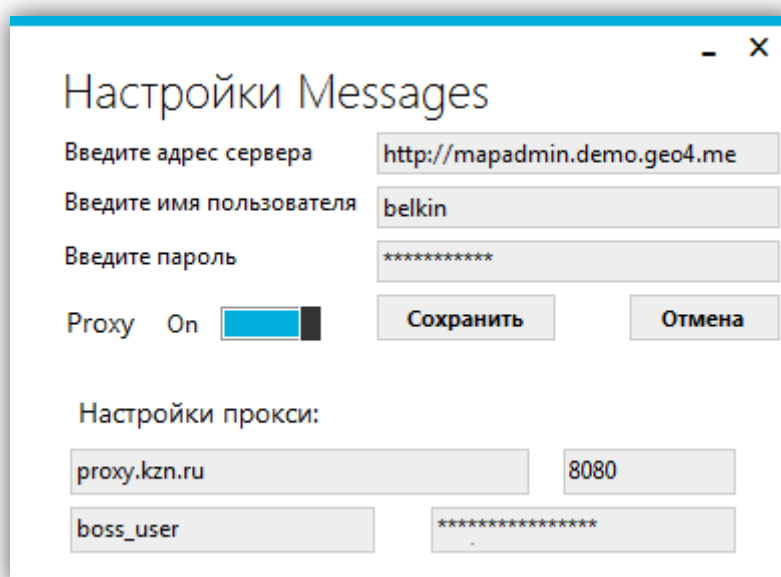 Настройки Messages
Введите адрес сервера http://mapadmin.demo.geo4.me
Введите имя пользователя belkin
Введите пароль ***********
Proxy On Сохранить Отмена
Настройки прокси:
proxy.kzn.ru 8080
boss_user ****************